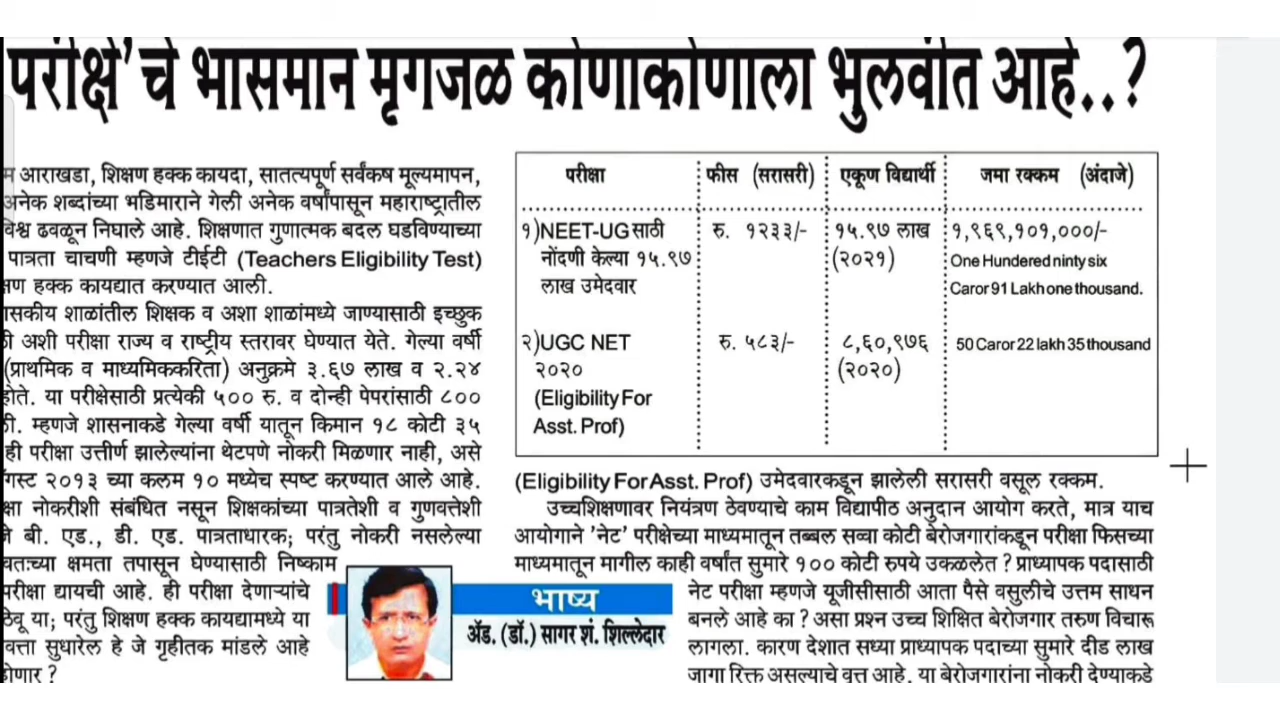 परीक्षे'चे भासमान मृगजळ कोणाकोणाला भुलवीत आहे..?
आराखडा, शिक्षण हक्क कायदा, सातत्यपूर्ण सर्वंकष मूल्यमापन,
अनेक शब्दांच्या भडिमाराने गेली अनेक वर्षांपासून महाराष्ट्रातील
विश्व ढवळून निघाले आहे. शिक्षणात गुणात्मक बदल घडविण्याच्या
पात्रता चाचणी म्हणजे टीईटी (Teachers Eligibility Test)
हक्क कायद्यात करण्यात आली.
शाळांतील शिक्षक व अशा शाळांमध्ये जाण्यासाठी इच्छुक
अशी परीक्षा राज्य व राष्ट्रीय स्तरावर घेण्यात येते. गेल्या वर्षी
(प्राथमिक व माध्यमिककरिता) अनुक्रमे ३.६७ लाख व २.२४
होते. या परीक्षेसाठी प्रत्येकी ५०० रु. व दोन्ही पेपरांसाठी ८००
म्हणजे शासनाकडे गेल्या वर्षी यातून किमान १८ कोटी ३५
ही परीक्षा उत्तीर्ण झालेल्यांना थेटपणे नोकरी मिळणार नाही, असे
२०१३ च्या कलम १० मध्येच स्पष्ट करण्यात आले आहे.
नोकरीशी संबंधित नसून शिक्षकांच्या पात्रतेशी व गुणवत्तेशी
बी. एड., डी. एड. पात्रताधारक; परंतु नोकरी नसलेल्या
क्षमता तपासून घेण्यासाठी निष्काम
परीक्षा द्यायची आहे. ही परीक्षा देणाऱ्यांचे
ठेवू या; परंतु शिक्षण हक्क कायद्यामध्ये या
सुधारेल हे जे गृहीतक मांडले आहे
होणार ?
भाष्य
ॲड. (डॉ.) सागर शं. शिल्लेदार
परीक्षा फीस (सरासरी) एकूण विद्यार्थी जमा रक्कम (अंदाजे)
१)NEET-UG साठी रु. १२३३/- १५.९७ लाख १,९६९,१०१,०००/-
नोंदणी केल्या १५.९७ (२०२१) One Hundered ninty six
लाख उमेदवार Caror 91 Lakh one thousand.
२)UGC NET रु. ५८३/- ८,६०,९७६ 50 Caror 22 lakh 35 thousand
२०२० (२०२०)
(Eligibility For
Asst. Prof)
(Eligibility For Asst. Prof) उमेदवारकडून झालेली सरासरी वसूल रक्कम.
उच्चशिक्षणावर नियंत्रण ठेवण्याचे काम विद्यापीठ अनुदान आयोग करते, मात्र याच
आयोगाने 'नेट' परीक्षेच्या माध्यमातून तब्बल सव्वा कोटी बेरोजगारांकडून परीक्षा फिसच्या
माध्यमातून मागील काही वर्षांत सुमारे १०० कोटी रुपये उकळलेत ? प्राध्यापक पदासाठी
नेट परीक्षा म्हणजे यूजीसीसाठी आता पैसे वसुलीचे उत्तम साधन
बनले आहे का ? असा प्रश्न उच्च शिक्षित बेरोजगार तरुण विचारू
लागला. कारण देशात सध्या प्राध्यापक पदाच्या सुमारे दीड लाख
जागा रिक्त असल्याचे वृत्त आहे. या बेरोजगारांना नोकरी देण्याकडे